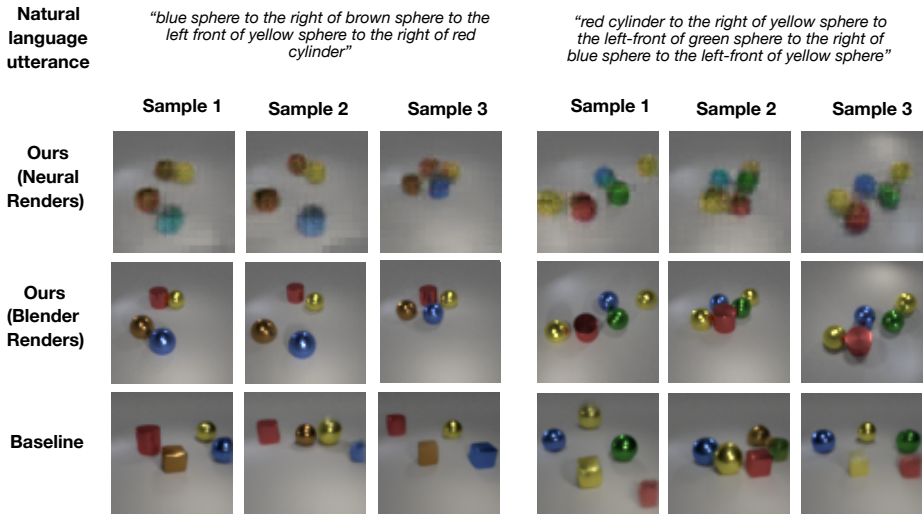 Natural
language
utterance
“blue sphere to the right of brown sphere to the
left front of yellow sphere to the right of red
cylinder”
“red cylinder to the right of yellow sphere to
the left-front of green sphere to the right of
blue sphere to the left-front of yellow sphere”
Sample 1 Sample 2 Sample 3 Sample 1 Sample 2 Sample 3
Ours
(Neural
Renders)
Ours
(Blender
Renders)
Baseline